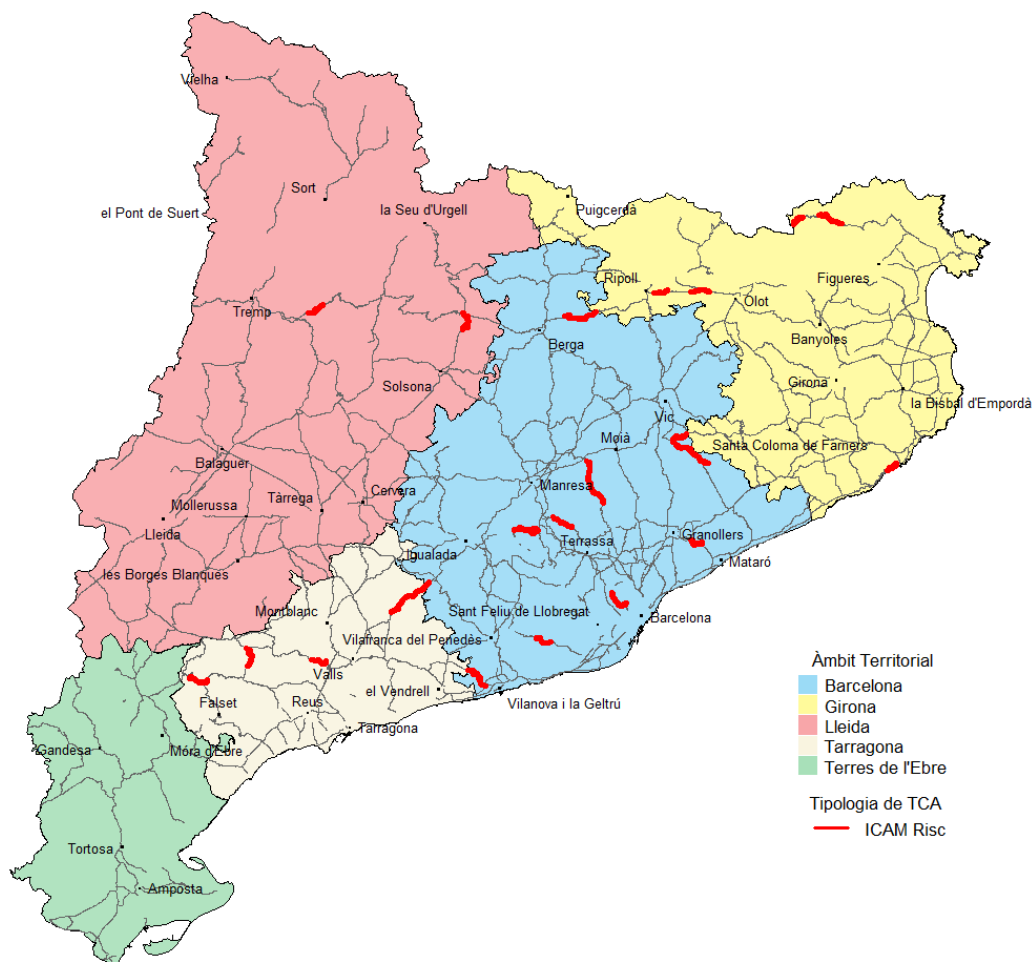 Vielha
Sort
el Pont de Suert
la Seu d'Urgell
Puigcerdà
Ripoll
Figueres
Olot
Tremp
Banyoles
Berga
Solsona
Girona
la Bisbal d'Empordà
Vic
Moià
Santa Coloma de Farners
Balaguer
Manresa
Mollerussa
Tàrrega
Cervera
Lleida
Granollers
Terrassa
Igualada
Mataró
les Borges Blanques
Montblanc
Sant Feliu de Llobregat
Barcelona
Vilafranca del Penedès
Valls
el Vendrell
Vilanova i la Geltrú
Falset
Reus
Tarragona
Gandesa
Móra d'Ebre
Tortosa
Amposta
Àmbit Territorial
Barcelona
Girona
Lleida
Tarragona
Terres de l'Ebre
Tipologia de TCA
ICAM Risc